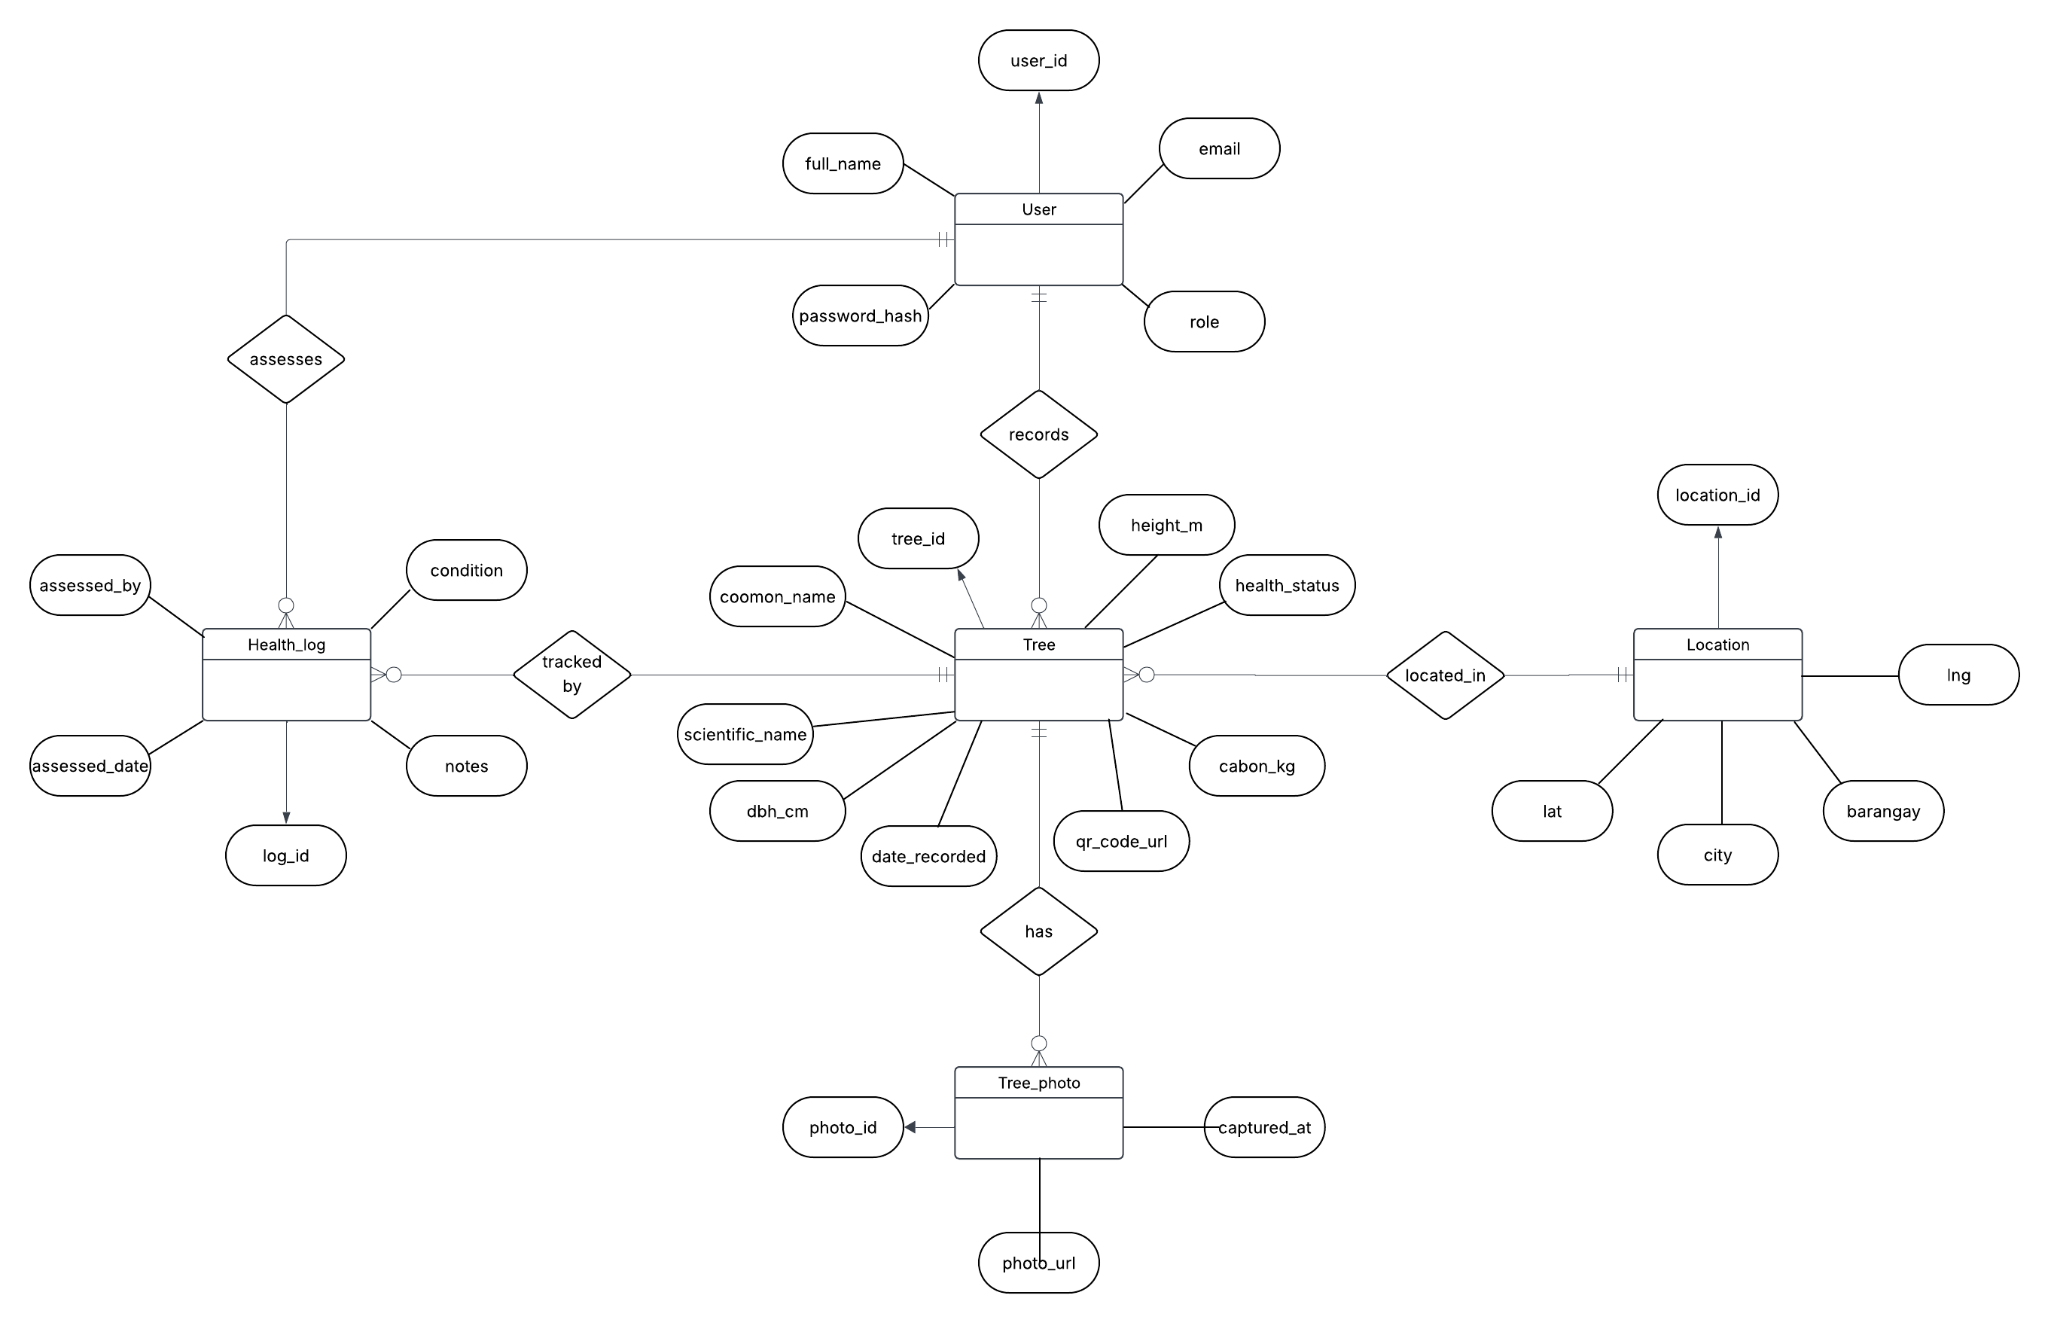 user_id
email
full_name
User
password_hash
role
assesses
records
location_id
height_m
tree_id
condition
assessed_by
health_status
coomon_name
Health_log
tracked
by
Tree
located_in
Location
lng
scientific_name
assessed_date
notes
cabon_kg
dbh_cm
lat
barangay
qr_code_url
log_id
date_recorded
city
has
Tree_photo
photo_id
captured_at
photo_url